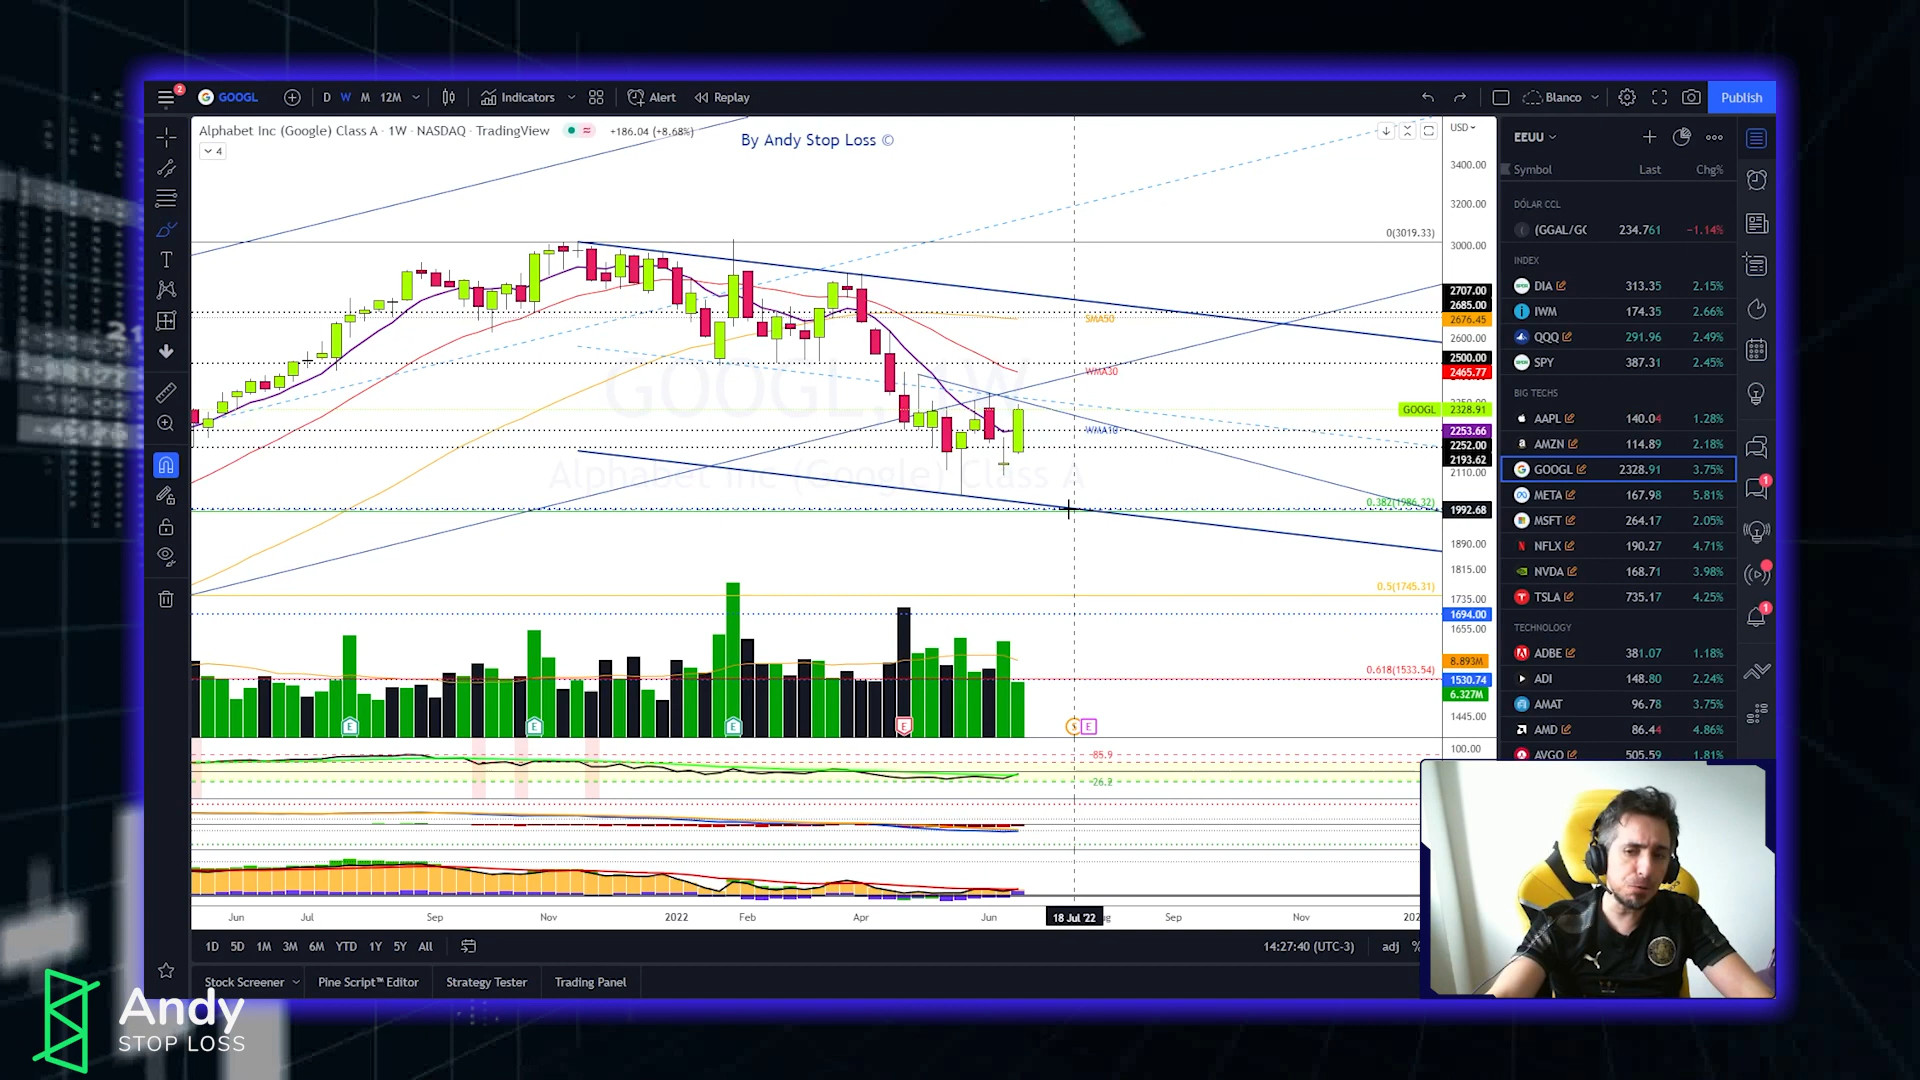 2
GOOGL
D W M 12M
Indicators
Alert
Replay
Blanco
Publish
Alphabet Inc (Google) Class A · 1W · NASDAQ · TradingView
+186.04 (+8.68%)
4
By Andy Stop Loss ©
USD
3400.00
3200.00
0(3019.33)
3000.00
2707.00
2685.00
SMA50
2676.45
2600.00
2500.00
WMA30
2465.77
GOOGL
2328.91
WMA10
2253.66
2252.00
2193.62
2110.00
GOOGL, 1W
Alphabet Inc (Google) Class A
0.382(1986.32)
1992.68
1890.00
1815.00
0.5(1745.31)
1735.00
1694.00
1655.00
8.893M
0.618(1533.54)
1530.74
6.327M
1445.00
E
E
E
E
E
100.00
85.9
26.2
Jun
Jul
Sep
Nov
2022
Feb
Apr
Jun
18 Jul '22
Sep
Nov
1D 5D 1M 3M 6M YTD 1Y 5Y All
14:27:40 (UTC-3)
adj
%
Stock Screener
Pine Script™ Editor
Strategy Tester
Trading Panel
EEUU
Symbol Last Chg%
DÓLAR CCL
(GGAL/GC 234.761 −1.14%
INDEX
DIA 313.35 2.15%
IWM 174.35 2.66%
QQQ 291.96 2.49%
SPY 387.31 2.45%
BIG TECHS
AAPL 140.04 1.28%
AMZN 114.89 2.18%
GOOGL 2328.91 3.75%
META 167.98 5.81%
MSFT 264.17 2.05%
NFLX 190.27 4.71%
NVDA 168.71 3.98%
TSLA 735.17 4.25%
TECHNOLOGY
ADBE 381.07 1.18%
ADI 148.80 2.24%
AMAT 96.78 3.75%
AMD 86.44 4.86%
AVGO 505.59 1.81%
1
1
Andy
STOP LOSS